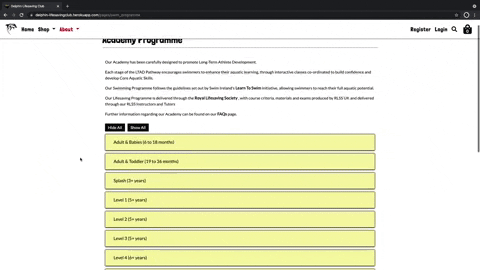 Delphin-Lifesaving Club
delphin-lifesavingclub.herokuapp.com
Home Shop About Register Login 0
Academy Programme
Our Academy has been carefully designed to promote Long-Term Athlete Development.
Each stage of the LTAD Pathway encourages swimmers to enhance their aquatic learning, through interactive classes co-ordinated to build confidence and
develop Core Aquatic Skills.
Our Swimming Programme follows the guidelines set out by Swim Ireland's Learn To Swim initiative, allowing swimmers to reach their full aquatic potential.
Our Lifesaving Programme is delivered through the Royal Lifesaving Society, with course criteria, materials and exams produced by RLSS UK and delivered
through our RLSS Instructors and Tutors
Further information regarding our Academy can be found on our FAQs page.
Hide All Show All
Adult & Babies (6 to 18 months)
Adult & Toddler (19 to 36 months)
Splash (3+ years)
Level 1 (5+ years)
Level 2 (5+ years)
Level 3 (5+ years)
Level 4 (6+ years)